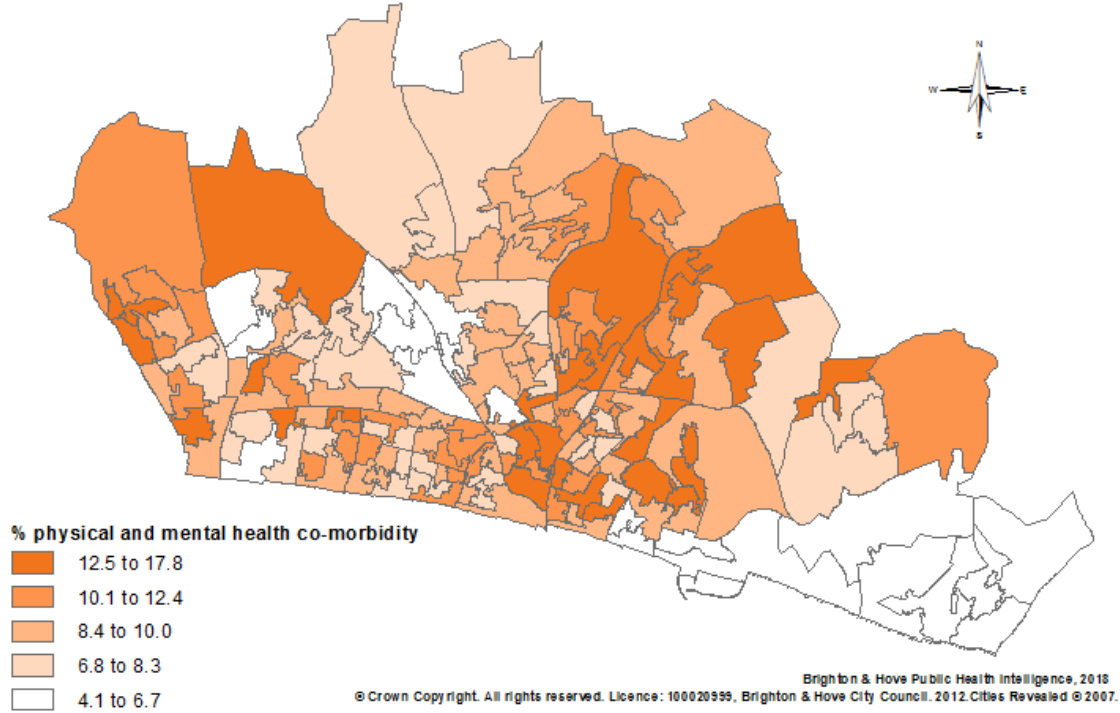 N
W
E
S
% physical and mental health co-morbidity
12.5 to 17.8
10.1 to 12.4
8.4 to 10.0
6.8 to 8.3
4.1 to 6.7
Brighton & Hove Public Health Intelligence, 2018
© Crown Copyright. All rights reserved. Licence: 100020999, Brighton & Hove City Council. 2012.Cities Revealed © 2007.